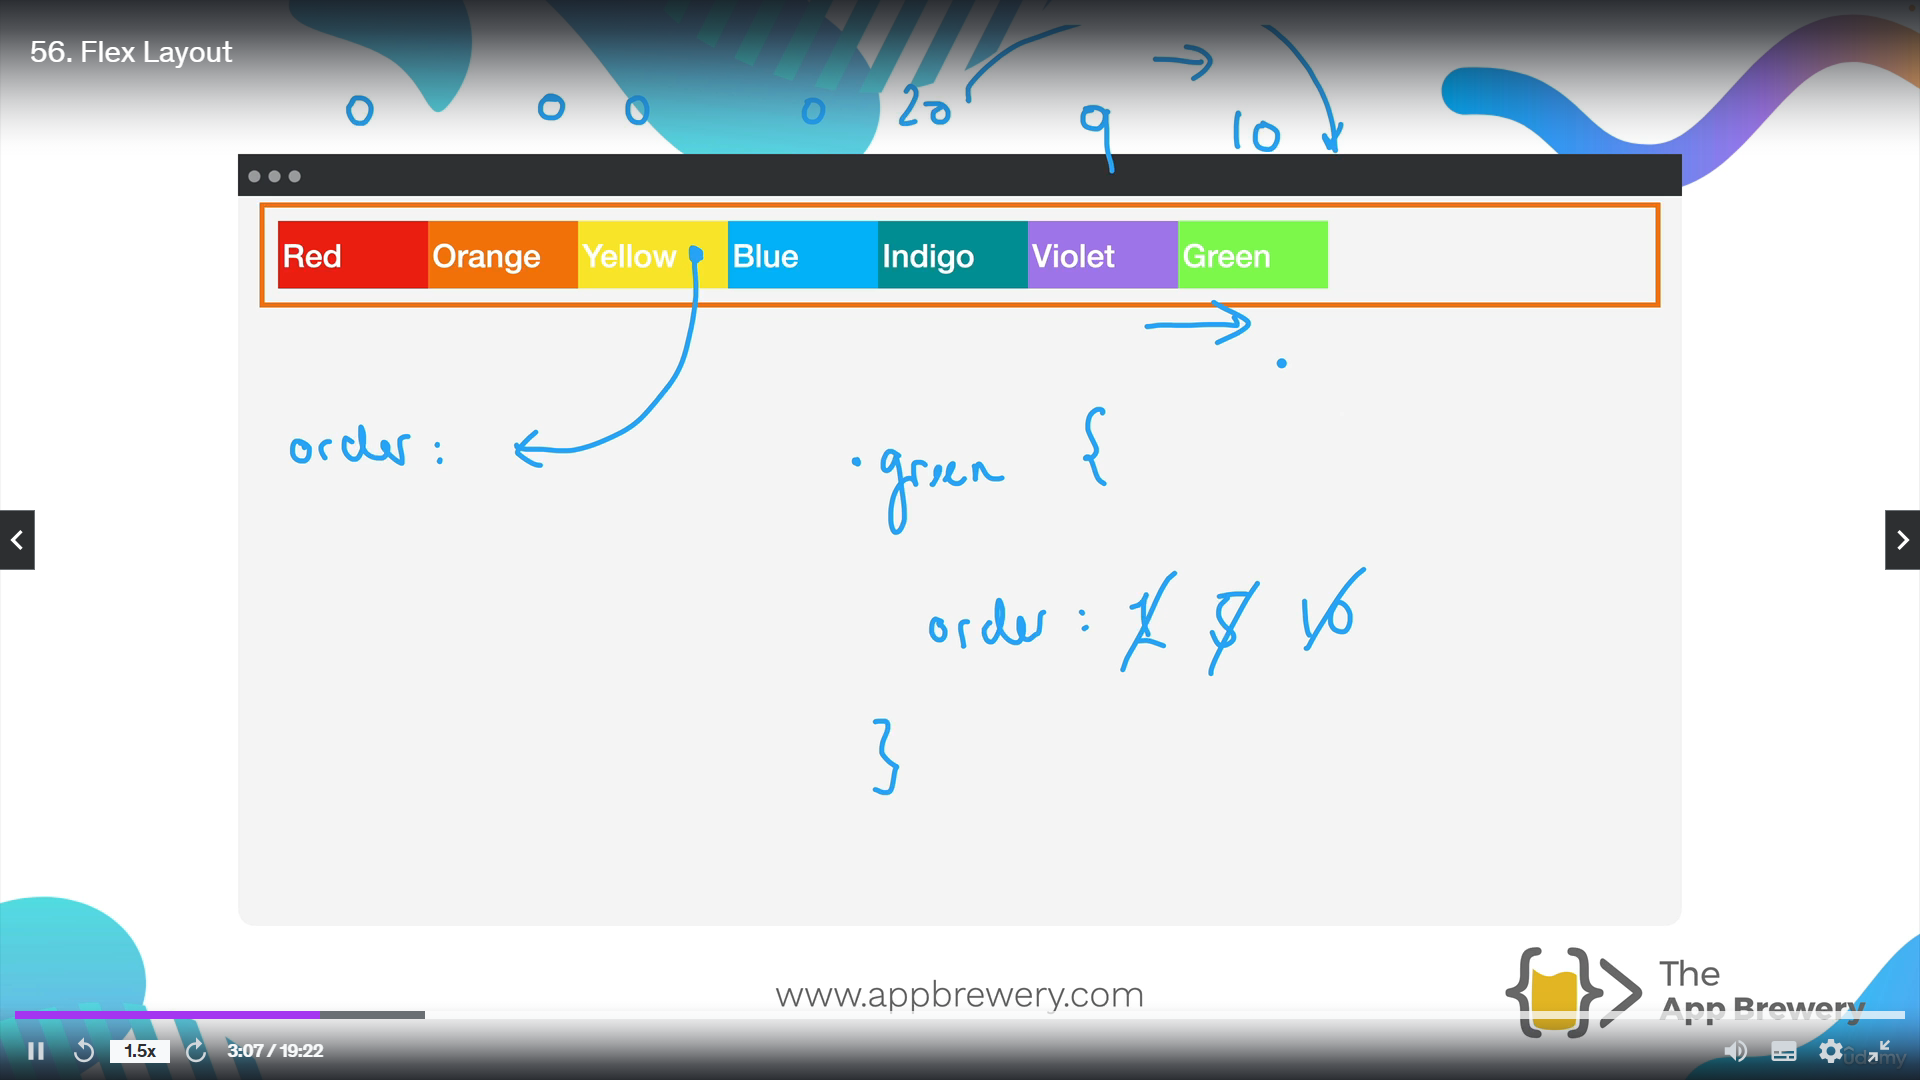 56. Flex Layout
0 0 0 0 20 9 10
Red Orange Yellow Blue Indigo Violet Green
order:
.green {
order: 1 5 10
}
www.appbrewery.com
The
App Brewery
1.5x 3:07 / 19:22
udemy